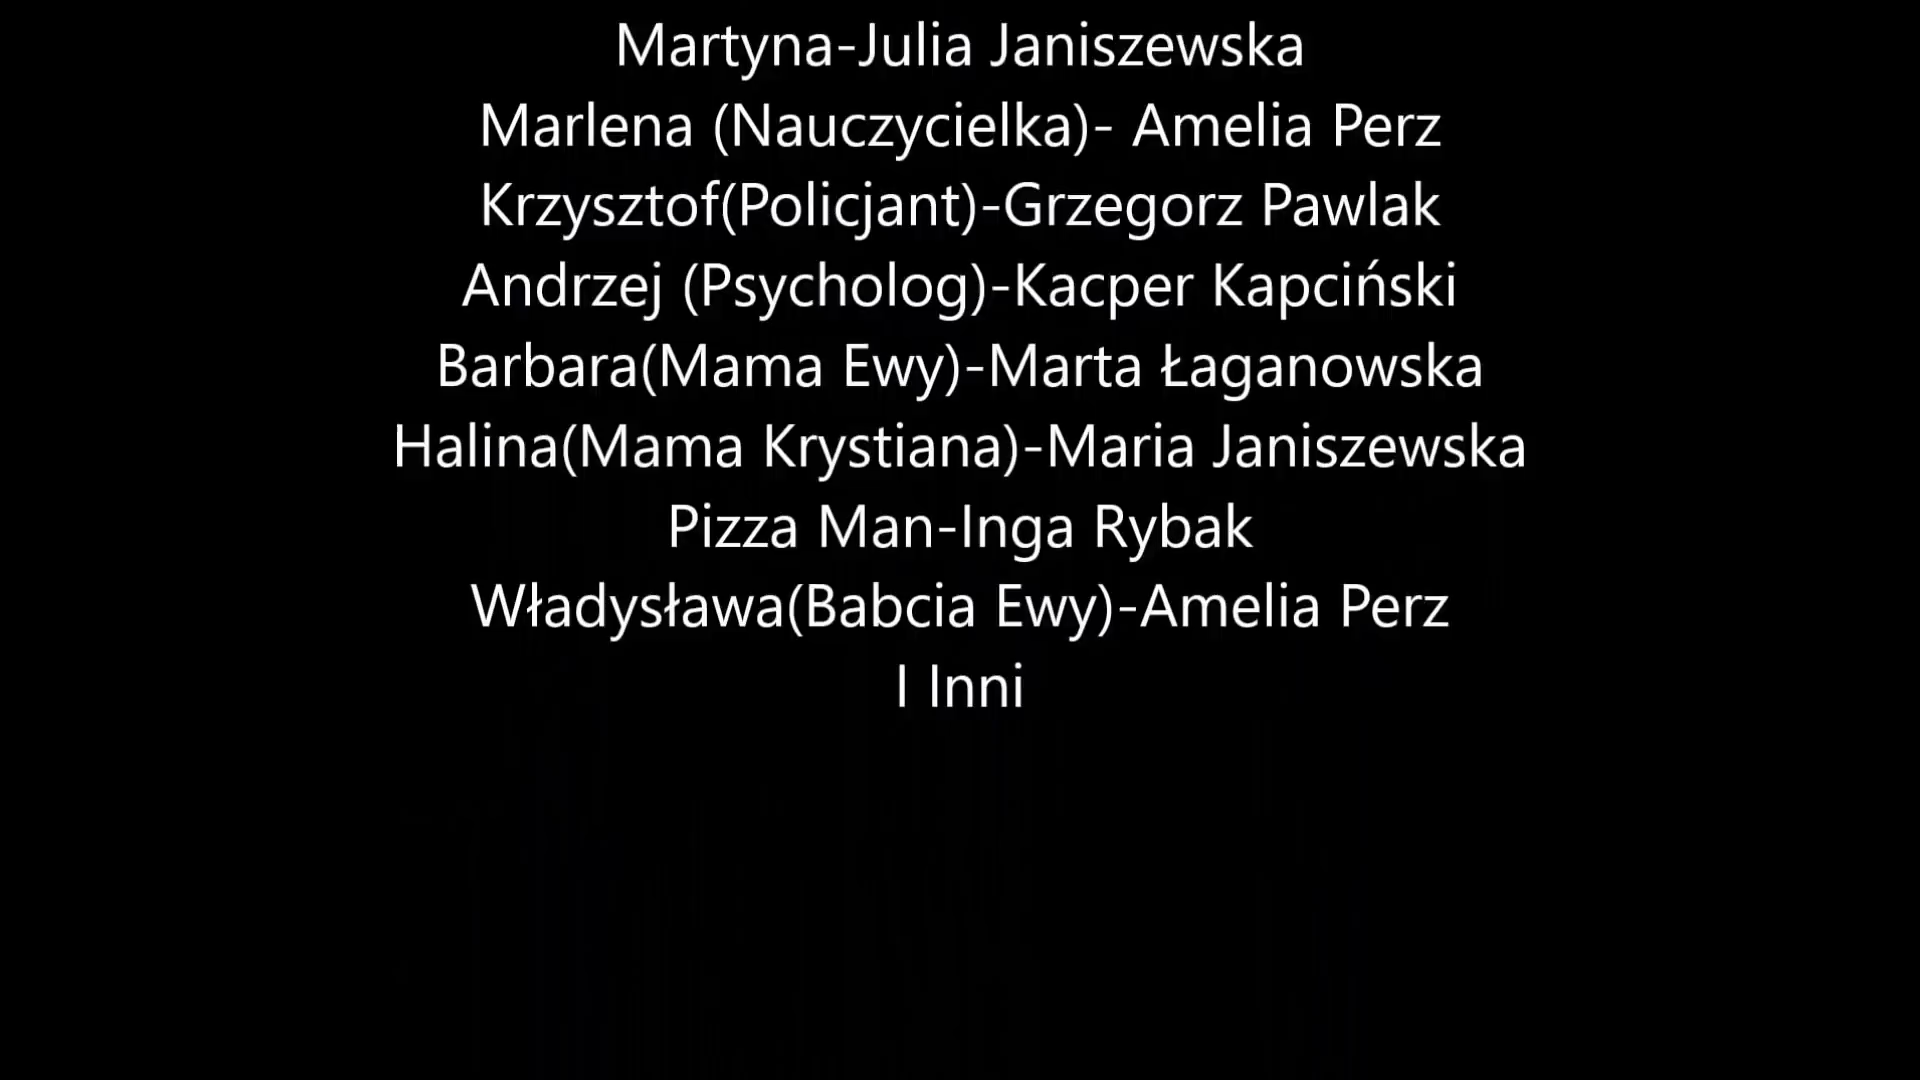 Martyna-Julia Janiszewska
Marlena (Nauczycielka)- Amelia Perz
Krzysztof(Policjant)-Grzegorz Pawlak
Andrzej (Psycholog)-Kacper Kapciński
Barbara(Mama Ewy)-Marta Łaganowska
Halina(Mama Krystiana)-Maria Janiszewska
Pizza Man-Inga Rybak
Władysława(Babcia Ewy)-Amelia Perz
I Inni